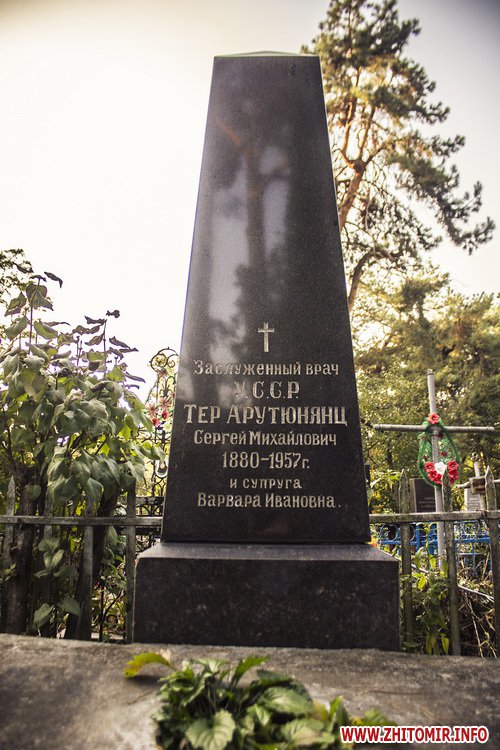 Заслуженный врач
У.С.С.Р.
Тер Арутюнянц
Сергей Михайлович
1880-1957г.
и супруга
Варвара Ивановна.
www.zhitomir.info